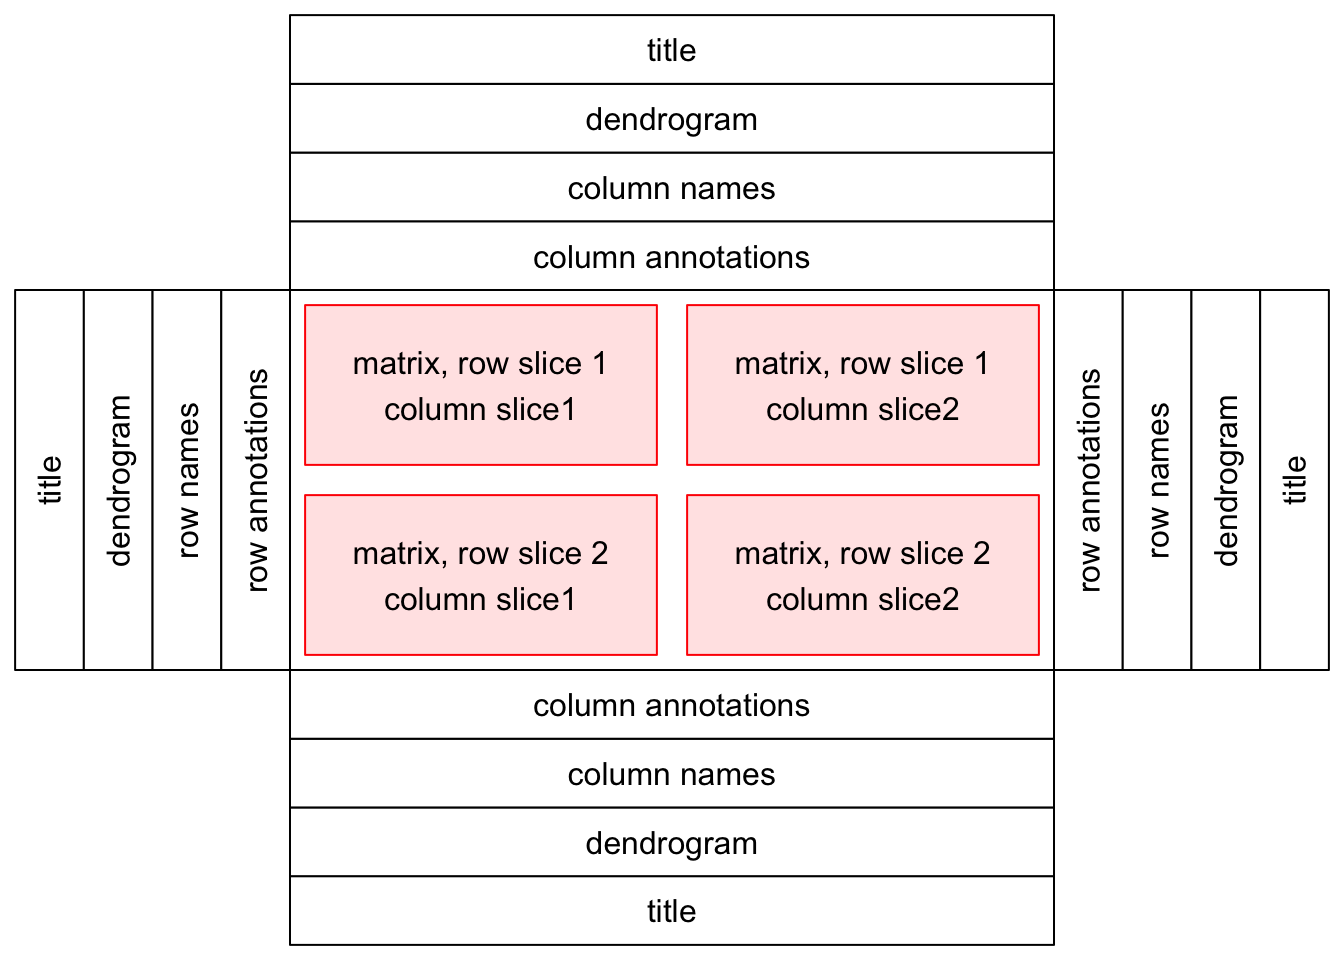 title
dendrogram
column names
column annotations
title
dendrogram
row names
row annotations
matrix, row slice 1
column slice1
matrix, row slice 1
column slice2
matrix, row slice 2
column slice1
matrix, row slice 2
column slice2
row annotations
row names
dendrogram
title
column annotations
column names
dendrogram
title